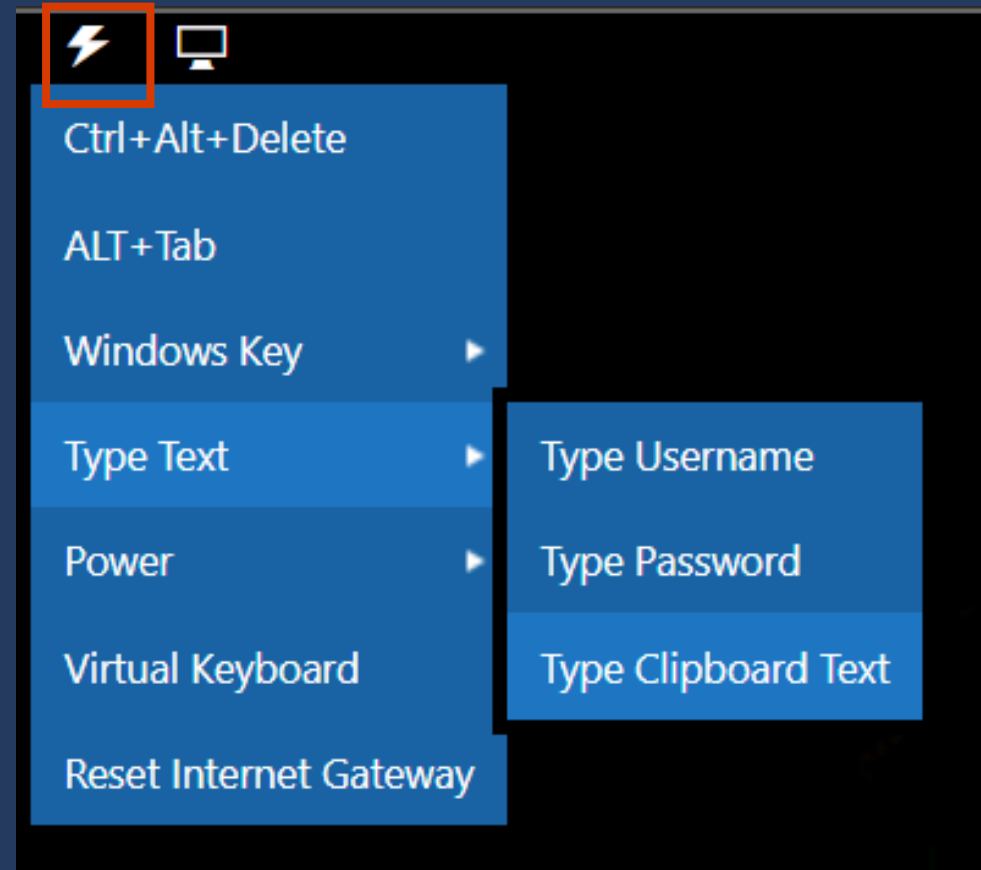 Ctrl+Alt+Delete
ALT+Tab
Windows Key
Type Text
Type Username
Power
Type Password
Virtual Keyboard
Type Clipboard Text
Reset Internet Gateway